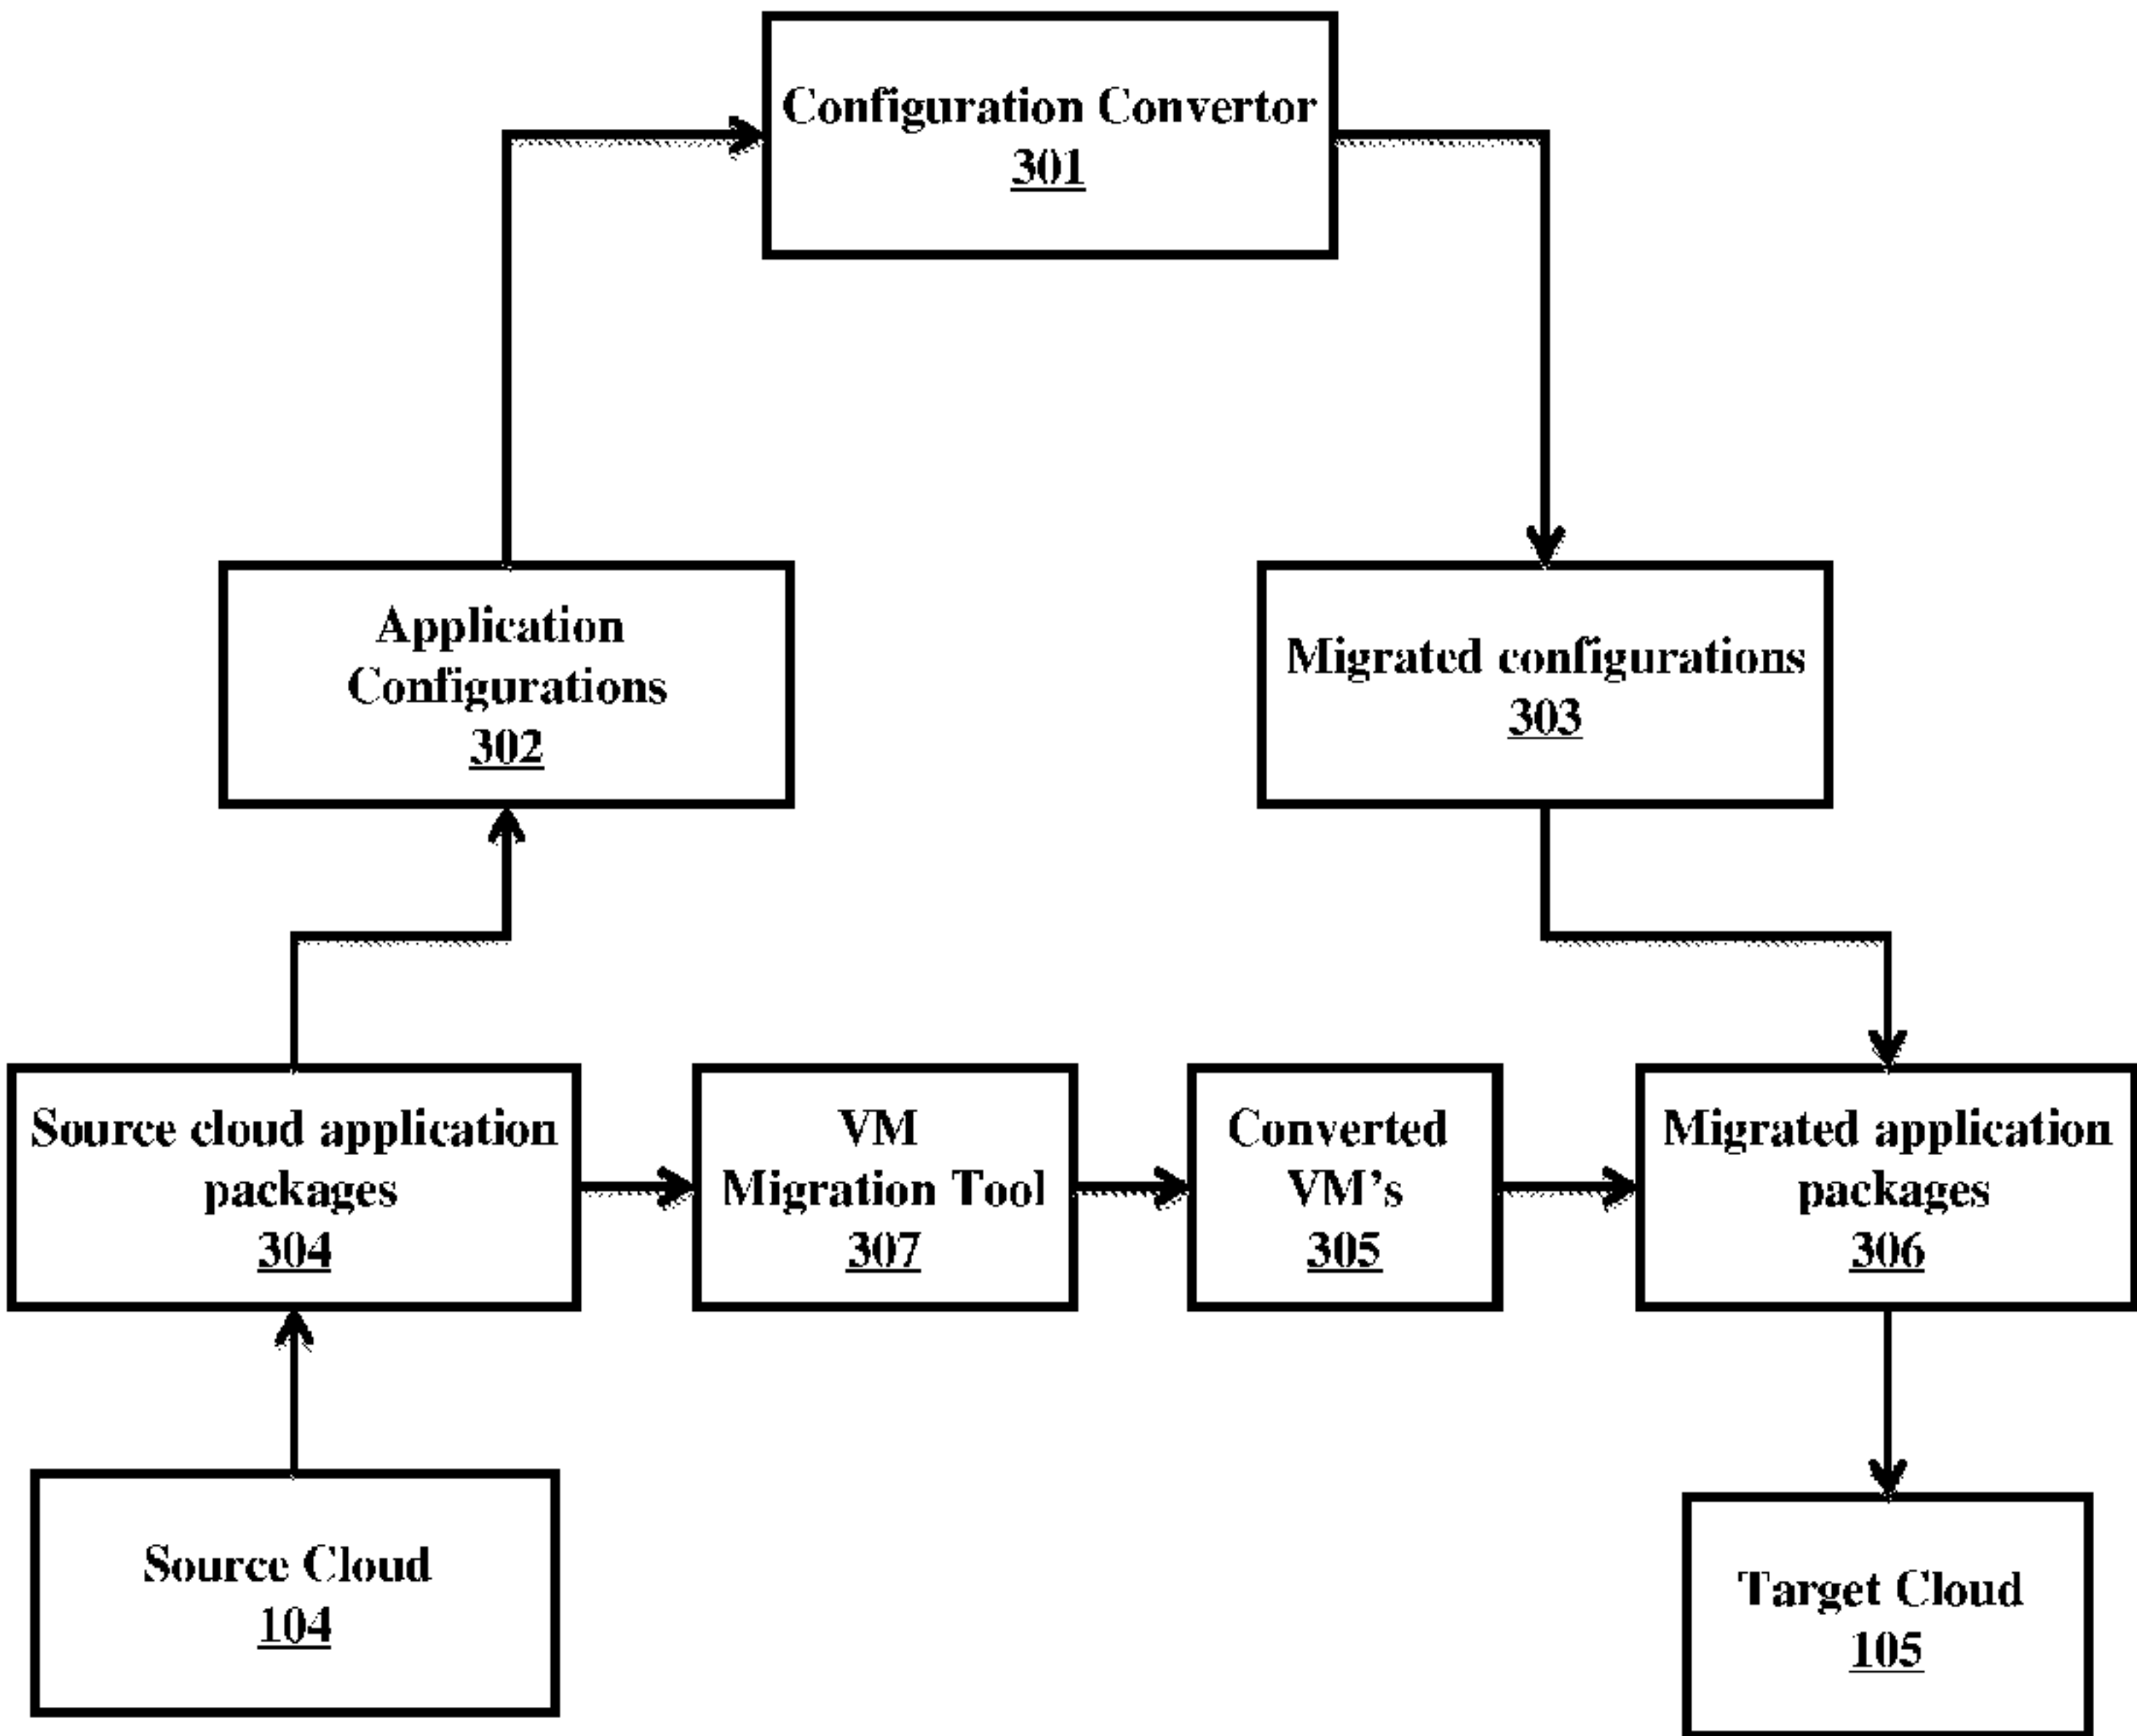 Configuration Convertor
301
Application
Configurations
302
Migrated configurations
303
Source cloud application
packages
304
VM
Migration Tool
307
Converted
VM's
305
Migrated application
packages
306
Source Cloud
104
Target Cloud
105